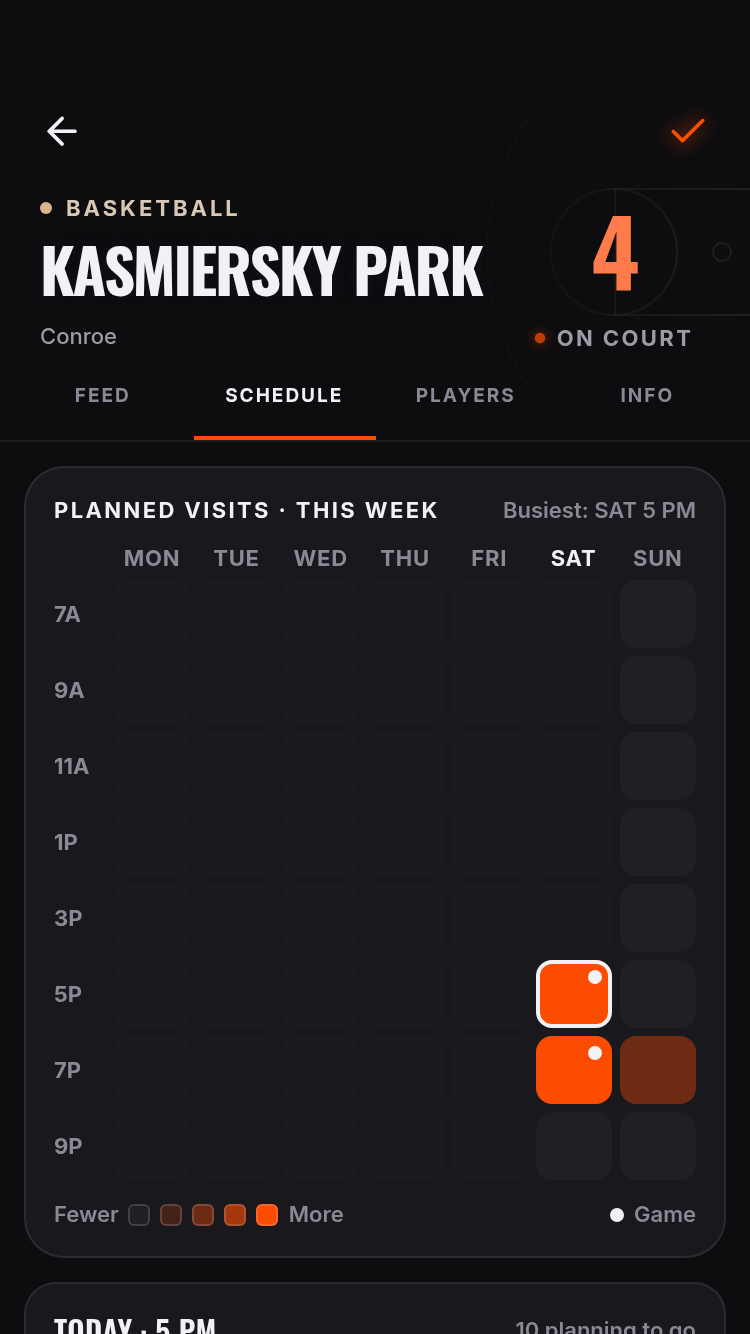 BASKETBALL
KASMIERSKY PARK
4
Conroe
ON COURT
FEED SCHEDULE PLAYERS INFO
PLANNED VISITS · THIS WEEK Busiest: SAT 5 PM
MON TUE WED THU FRI SAT SUN
7A
9A
11A
1P
3P
5P
7P
9P
Fewer More Game
TODAY · 5 PM 10 planning to go